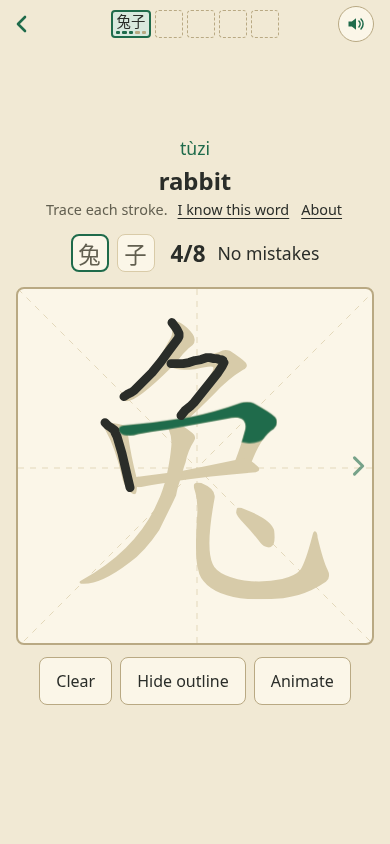 兔子
tùzi
rabbit
Trace each stroke. I know this word About
兔 子 4/8 No mistakes
兔
Clear Hide outline Animate